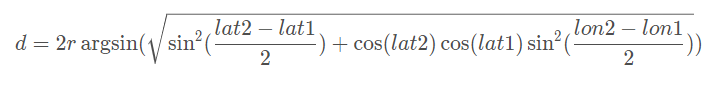 d = 2r argsin(√(sin²((lat2 − lat1)/2) + cos(lat2) cos(lat1) sin²((lon2 − lon1)/2)))